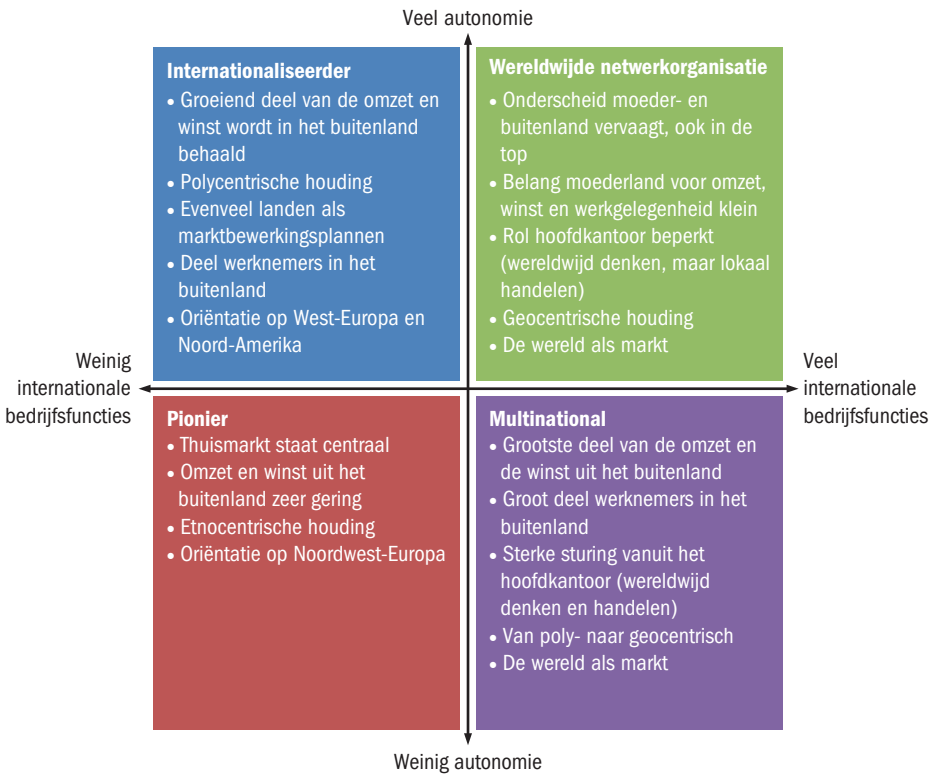 Veel autonomie
Internationaliseerder
• Groeiend deel van de omzet en
winst wordt in het buitenland
behaald
• Polycentrische houding
• Evenveel landen als
marktbewerkingsplannen
• Deel werknemers in het
buitenland
• Oriëntatie op West-Europa en
Noord-Amerika
Wereldwijde netwerkorganisatie
• Onderscheid moeder- en
buitenland vervaagt, ook in de
top
• Belang moederland voor omzet,
winst en werkgelegenheid klein
• Rol hoofdkantoor beperkt
(wereldwijd denken, maar lokaal
handelen)
• Geocentrische houding
• De wereld als markt
Weinig
internationale
bedrijfsfuncties
Veel
internationale
bedrijfsfuncties
Pionier
• Thuismarkt staat centraal
• Omzet en winst uit het
buitenland zeer gering
• Etnocentrische houding
• Oriëntatie op Noordwest-Europa
Multinational
• Grootste deel van de omzet en
de winst uit het buitenland
• Groot deel werknemers in het
buitenland
• Sterke sturing vanuit het
hoofdkantoor (wereldwijd
denken en handelen)
• Van poly- naar geocentrisch
• De wereld als markt
Weinig autonomie